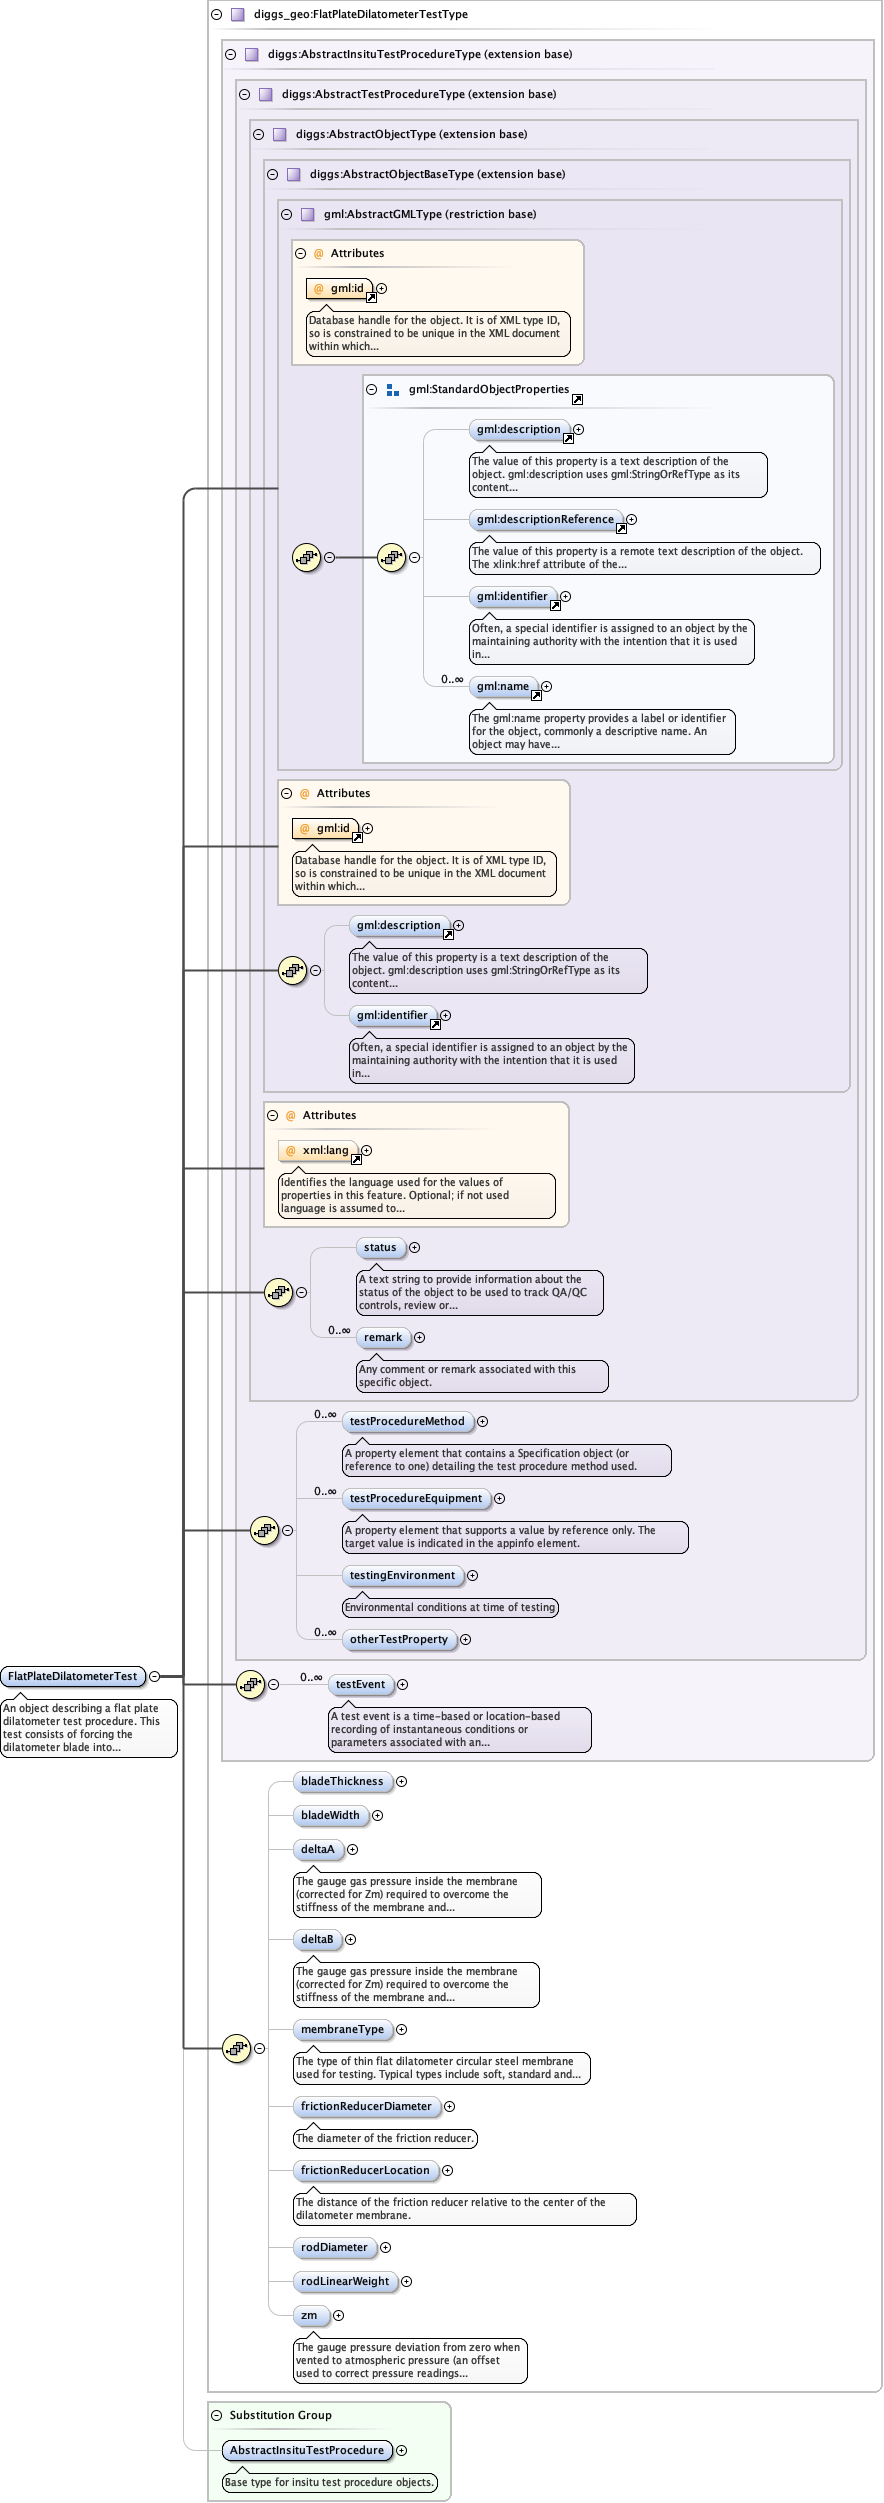 diggs_geo:FlatPlateDilatometerTestType
diggs:AbstractInsituTestProcedureType (extension base)
diggs:AbstractTestProcedureType (extension base)
diggs:AbstractObjectType (extension base)
diggs:AbstractObjectBaseType (extension base)
gml:AbstractGMLType (restriction base)
@ Attributes
@ gml:id
Database handle for the object. It is of XML type ID,
so is constrained to be unique in the XML document
within which...
gml:StandardObjectProperties
gml:description
The value of this property is a text description of the
object. gml:description uses gml:StringOrRefType as its
content...
gml:descriptionReference
The value of this property is a remote text description of the object.
The xlink:href attribute of the...
gml:identifier
Often, a special identifier is assigned to an object by the
maintaining authority with the intention that it is used
in...
0..∞
gml:name
The gml:name property provides a label or identifier
for the object, commonly a descriptive name. An
object may have...
@ Attributes
@ gml:id
Database handle for the object. It is of XML type ID,
so is constrained to be unique in the XML document
within which...
gml:description
The value of this property is a text description of the
object. gml:description uses gml:StringOrRefType as its
content...
gml:identifier
Often, a special identifier is assigned to an object by the
maintaining authority with the intention that it is used
in...
@ Attributes
@ xml:lang
Identifies the language used for the values of
properties in this feature. Optional; if not used
language is assumed to...
status
A text string to provide information about the
status of the object to be used to track QA/QC
controls, review or...
0..∞
remark
Any comment or remark associated with this
specific object.
0..∞
testProcedureMethod
A property element that contains a Specification object (or
reference to one) detailing the test procedure method used.
0..∞
testProcedureEquipment
A property element that supports a value by reference only. The
target value is indicated in the appinfo element.
testingEnvironment
Environmental conditions at time of testing
0..∞
otherTestProperty
FlatPlateDilatometerTest
An object describing a flat plate
dilatometer test procedure. This
test consists of forcing the
dilatometer blade into...
0..∞
testEvent
A test event is a time-based or location-based
recording of instantaneous conditions or
parameters associated with an...
bladeThickness
bladeWidth
deltaA
The gauge gas pressure inside the membrane
(corrected for Zm) required to overcome the
stiffness of the membrane and...
deltaB
The gauge gas pressure inside the membrane
(corrected for Zm) required to overcome the
stiffness of the membrane and...
membraneType
The type of thin flat dilatometer circular steel membrane
used for testing. Typical types include soft, standard and...
frictionReducerDiameter
The diameter of the friction reducer.
frictionReducerLocation
The distance of the friction reducer relative to the center of the
dilatometer membrane.
rodDiameter
rodLinearWeight
zm
The gauge pressure deviation from zero when
vented to atmospheric pressure (an offset
used to correct pressure readings...
Substitution Group
AbstractInsituTestProcedure
Base type for insitu test procedure objects.